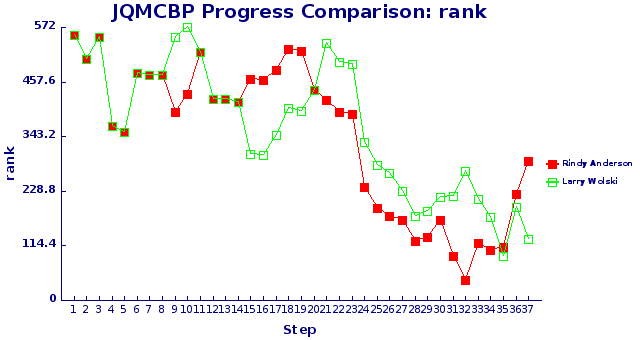 JQMCBP Progress Comparison: rank
572
457.6
343.2
228.8
114.4
0
rank
1 2 3 4 5 6 7 8 9 10 11 12 13 14 15 16 17 18 19 20 21 22 23 24 25 26 27 28 29 30 31 32 33 34 35 36 37
Step
Rindy Anderson
Larry Wolski